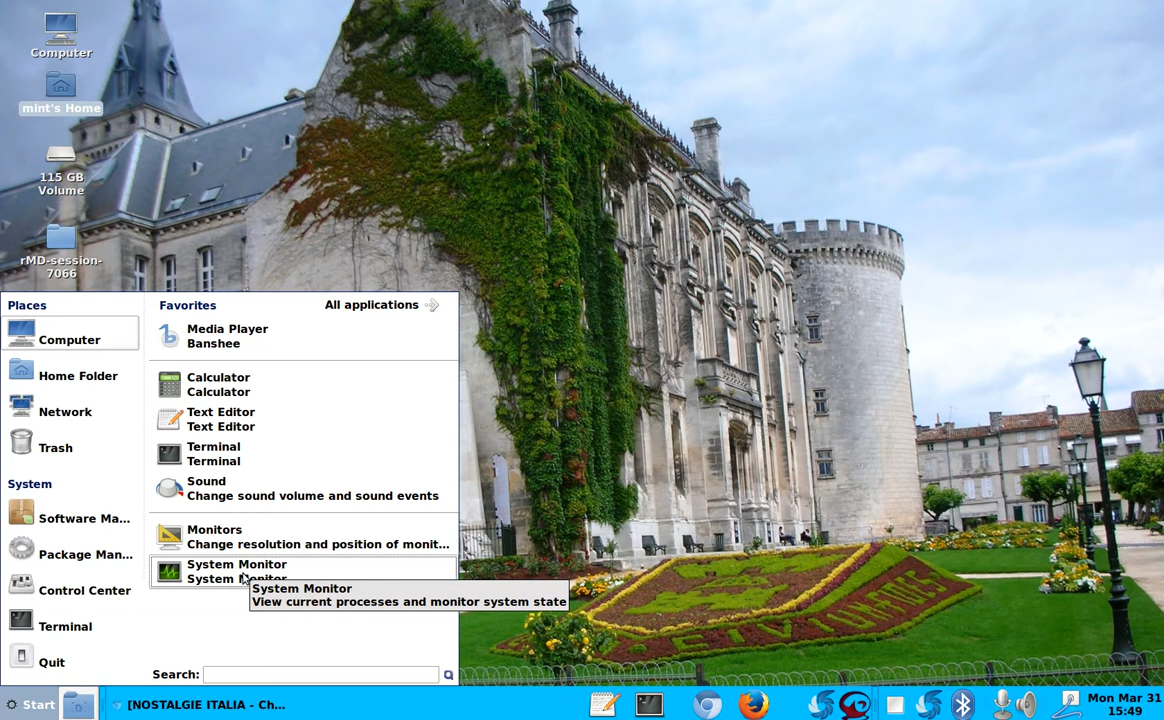 Computer
mint's Home
115 GB
Volume
rMD-session-
7066
Places
Computer
Home Folder
Network
Trash
System
Software Ma...
Package Man...
Control Center
Terminal
Quit
Favorites
All applications
Media Player
Banshee
Calculator
Calculator
Text Editor
Text Editor
Terminal
Terminal
Sound
Change sound volume and sound events
Monitors
Change resolution and position of monit...
System Monitor
System Monitor
System Monitor
View current processes and monitor system state
Search:
Start
[NOSTALGIE ITALIA - Ch...
Mon Mar 31
15:49